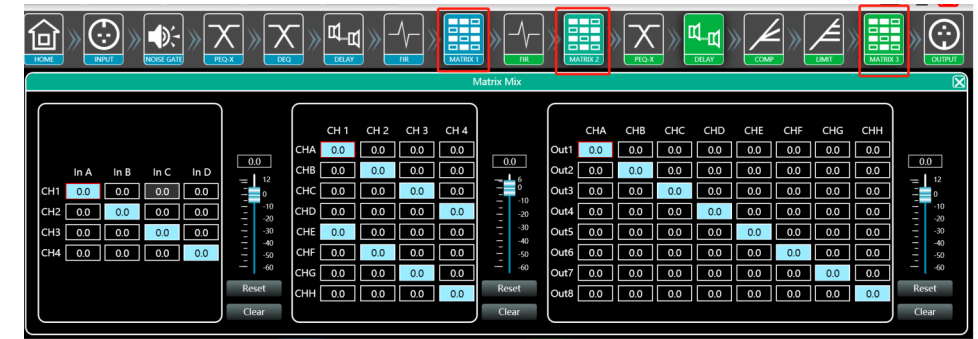 HOME INPUT NOISE GATE PEQ-X DEQ DELAY FIR MATRIX 1 FIR MATRIX 2 PEQ-X DELAY COMP LIMIT MATRIX 3 OUTPUT
Matrix Mix
In A In B In C In D
CH1 0.0 0.0 0.0 0.0
CH2 0.0 0.0 0.0 0.0
CH3 0.0 0.0 0.0 0.0
CH4 0.0 0.0 0.0 0.0
0.0
12
0
-10
-20
-30
-40
-50
-60
Reset
Clear
CH 1 CH 2 CH 3 CH 4
CHA 0.0 0.0 0.0 0.0
CHB 0.0 0.0 0.0 0.0
CHC 0.0 0.0 0.0 0.0
CHD 0.0 0.0 0.0 0.0
CHE 0.0 0.0 0.0 0.0
CHF 0.0 0.0 0.0 0.0
CHG 0.0 0.0 0.0 0.0
CHH 0.0 0.0 0.0 0.0
0.0
6
0
-10
-20
-30
-40
-50
-60
Reset
Clear
CHA CHB CHC CHD CHE CHF CHG CHH
Out1 0.0 0.0 0.0 0.0 0.0 0.0 0.0 0.0
Out2 0.0 0.0 0.0 0.0 0.0 0.0 0.0 0.0
Out3 0.0 0.0 0.0 0.0 0.0 0.0 0.0 0.0
Out4 0.0 0.0 0.0 0.0 0.0 0.0 0.0 0.0
Out5 0.0 0.0 0.0 0.0 0.0 0.0 0.0 0.0
Out6 0.0 0.0 0.0 0.0 0.0 0.0 0.0 0.0
Out7 0.0 0.0 0.0 0.0 0.0 0.0 0.0 0.0
Out8 0.0 0.0 0.0 0.0 0.0 0.0 0.0 0.0
0.0
12
0
-10
-20
-30
-40
-50
-60
Reset
Clear